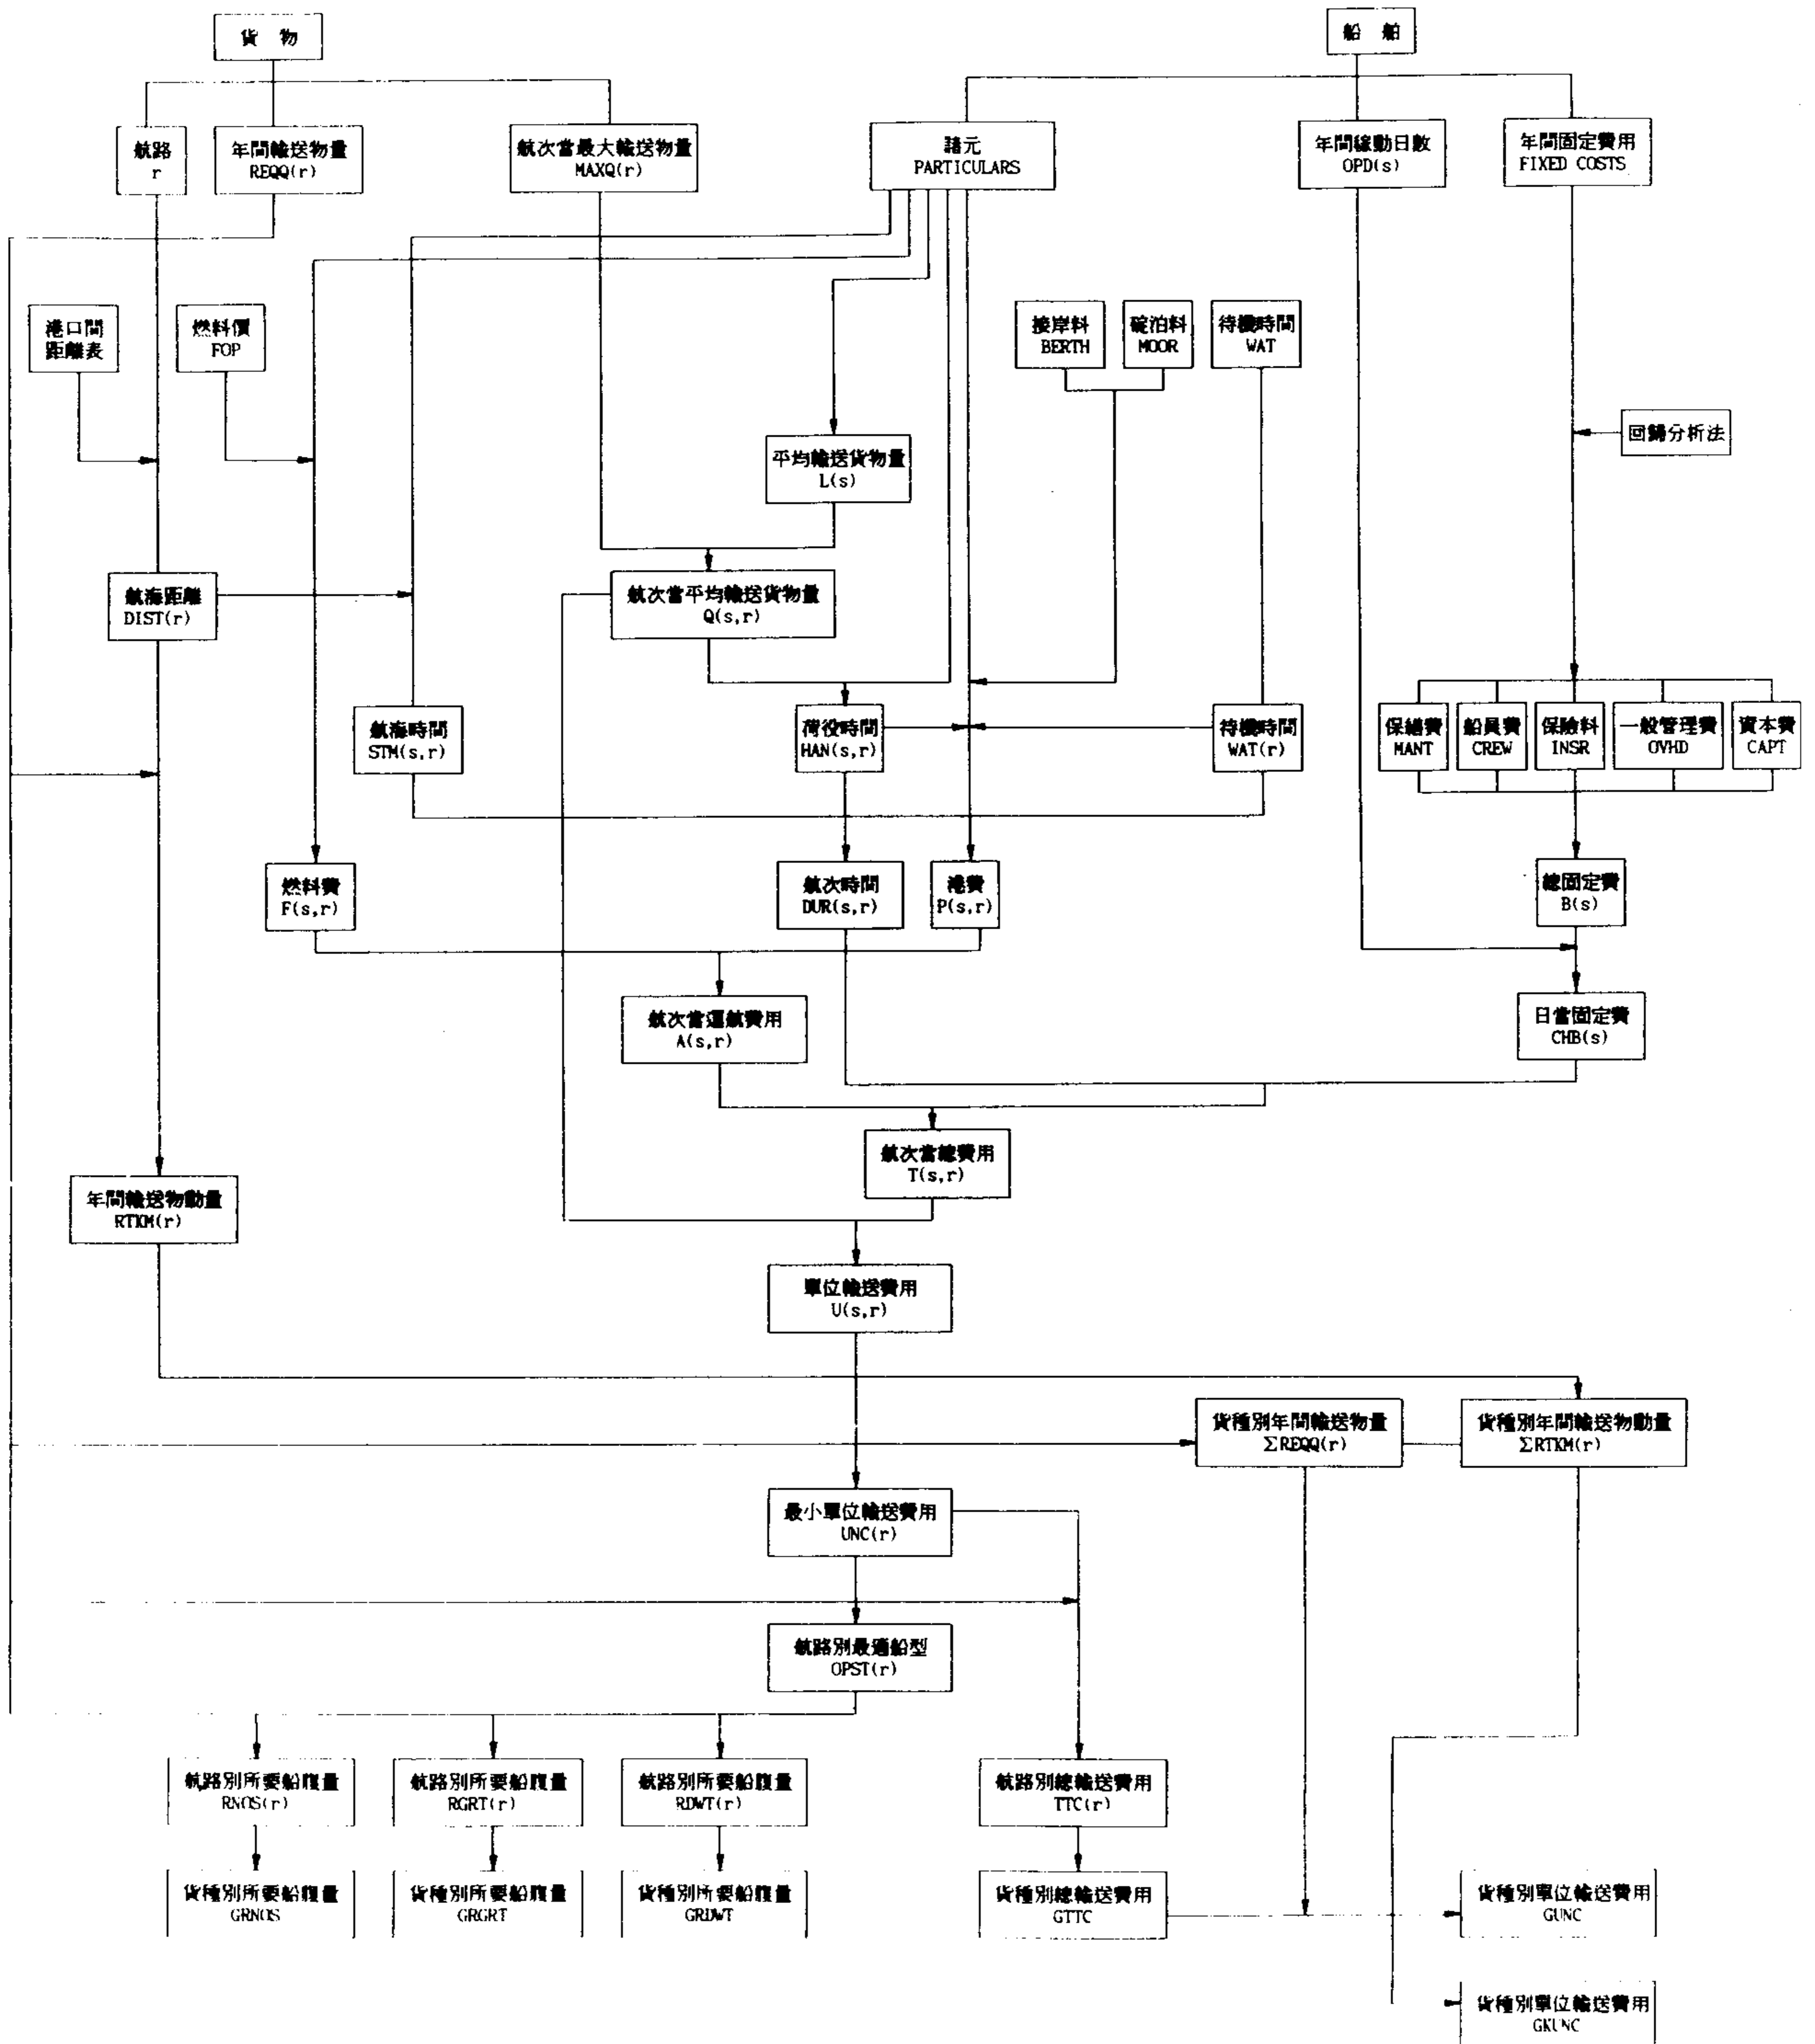 貨 物
船 舶
航路
r
年間輸送物量
REQQ(r)
航次當最大輸送物量
MAXQ(r)
諸元
PARTICULARS
年間稼動日數
OPD(s)
年間固定費用
FIXED COSTS
港口間
距離表
燃料價
FOP
接岸料
BERTH
碇泊料
MOOR
待機時間
WAT
回歸分析法
平均輸送貨物量
L(s)
航海距離
DIST(r)
航次當平均輸送貨物量
Q(s,r)
航海時間
STM(s,r)
荷役時間
HAN(s,r)
待機時間
WAT(r)
保繕費
MANT
船員費
CREW
保險料
INSR
一般管理費
OVHD
資本費
CAPT
燃料費
F(s,r)
航次時間
DUR(s,r)
港費
P(s,r)
總固定費
B(s)
航次當運航費用
A(s,r)
日當固定費
CHB(s)
航次當總費用
T(s,r)
年間輸送物動量
RTKM(r)
單位輸送費用
U(s,r)
貨種別年間輸送物量
ΣREQQ(r)
貨種別年間輸送物動量
ΣRTKM(r)
最小單位輸送費用
UNC(r)
航路別最適船型
OPST(r)
航路別所要船腹量
RNOS(r)
航路別所要船腹量
RGRT(r)
航路別所要船腹量
RDWT(r)
航路別總輸送費用
TTC(r)
貨種別所要船腹量
GRNOS
貨種別所要船腹量
GRGRT
貨種別所要船腹量
GRDWT
貨種別總輸送費用
GTTC
貨種別單位輸送費用
GUNC
貨種別單位輸送費用
GKUNC